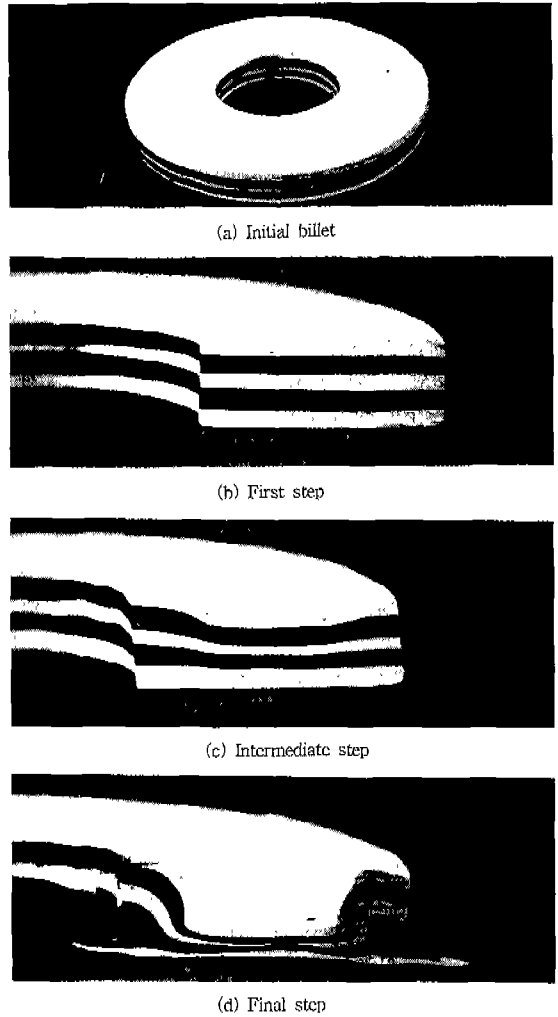 (a) Initial billet
(b) First step
(c) Intermediate step
(d) Final step